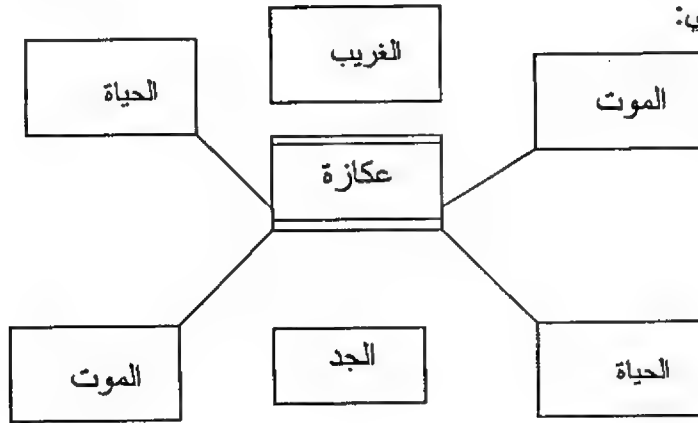 ي:
الغريب
الموت
الحياة
عكازة
الجد
الحياة
الموت